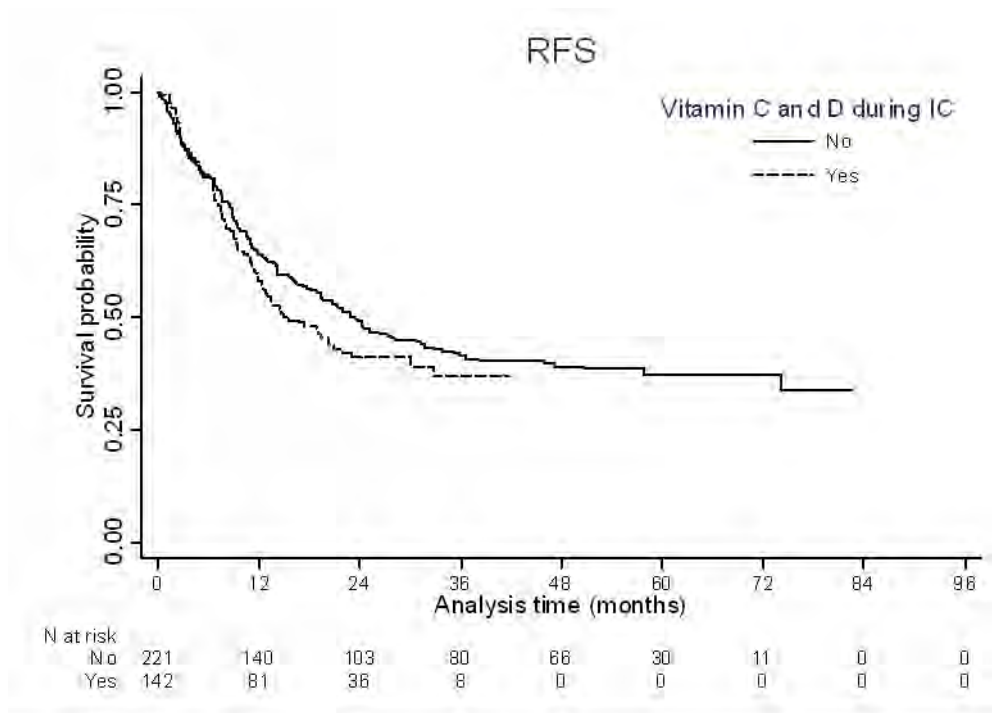 RFS
Vitamin C and D during IC
No
Yes
1.00
0.75
0.50
0.25
0.00
Survival probability
0 12 24 36 48 60 72 84 96
Analysis time (months)
N at risk
No 221 140 103 80 66 30 11 0 0
Yes 142 81 36 8 0 0 0 0 0